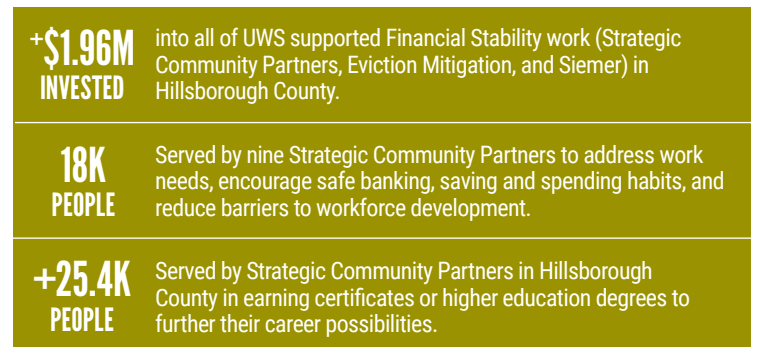 +$1.96M
INVESTED
into all of UWS supported Financial Stability work (Strategic
Community Partners, Eviction Mitigation, and Siemer) in
Hillsborough County.
18K
PEOPLE
Served by nine Strategic Community Partners to address work
needs, encourage safe banking, saving and spending habits, and
reduce barriers to workforce development.
+25.4K
PEOPLE
Served by Strategic Community Partners in Hillsborough
County in earning certificates or higher education degrees to
further their career possibilities.